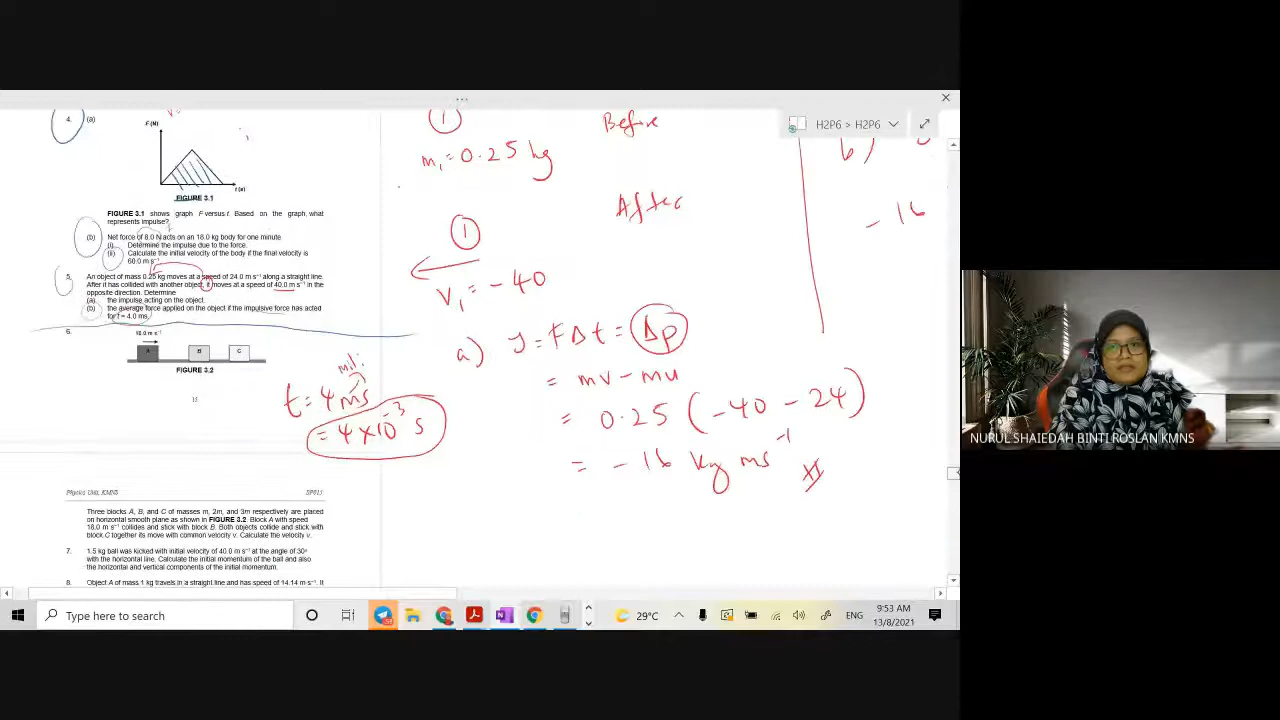 4. (a)
F (N)
t (s)
FIGURE 3.1
FIGURE 3.1 shows graph F versus t. Based on the graph, what
represents impulse?
(b) Net force of 8.0 N acts on an 18.0 kg body for one minute.
(i) Determine the impulse due to the force.
(ii) Calculate the initial velocity of the body if the final velocity is
60.0 m s⁻¹.
5. An object of mass 0.25 kg moves at a speed of 24.0 m s⁻¹ along a straight line.
After it has collided with another object, it moves at a speed of 40.0 m s⁻¹ in the
opposite direction. Determine
(a) the impulse acting on the object.
(b) the average force applied on the object if the impulsive force has acted
for t = 4.0 ms.
6.
18.0 m s⁻¹
A B C
FIGURE 3.2
Physics Unit, KMNS SP015
Three blocks A, B, and C of masses m, 2m, and 3m respectively are placed
on horizontal smooth plane as shown in FIGURE 3.2. Block A with speed
18.0 m s⁻¹ collides and stick with block B. Both objects collide and stick with
block C together its move with common velocity v. Calculate the velocity v.
7. 1.5 kg ball was kicked with initial velocity of 40.0 m s⁻¹ at the angle of 30°
with the horizontal line. Calculate the initial momentum of the ball and also
the horizontal and vertical components of the initial momentum.
8. Object A of mass 1 kg travels in a straight line and has speed of 14.14 m s⁻¹. It
mili
t = 4 ms
= 4 × 10⁻³ s
1
Before
m₁ = 0.25 kg
After
1
V₁ = - 40
a) J = F Δt = Δp
= mv - mu
= 0.25 ( - 40 - 24 )
= - 16 kg ms⁻¹
b)
- 16
H2P6 > H2P6
NURUL SHAIEDAH BINTI ROSLAN KMNS
Type here to search
29°C
ENG
9:53 AM
13/8/2021